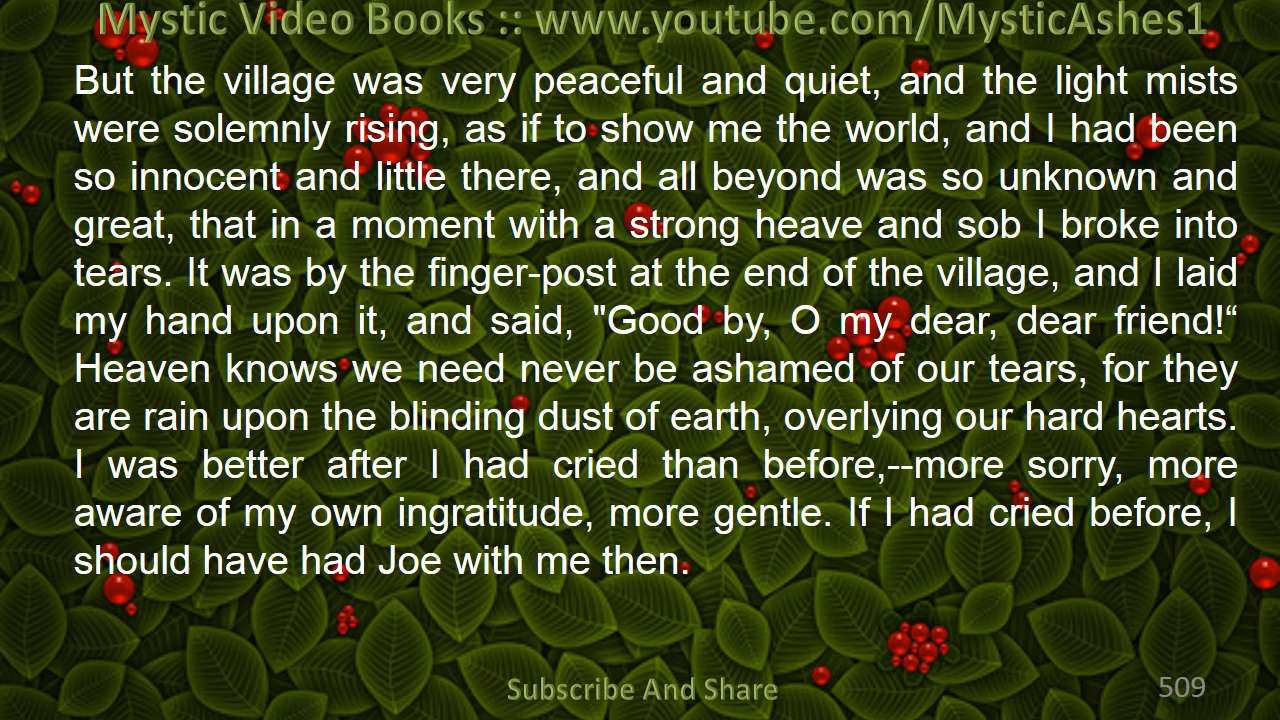 Mystic Video Books :: www.youtube.com/MysticAshes1
But the village was very peaceful and quiet, and the light mists
were solemnly rising, as if to show me the world, and I had been
so innocent and little there, and all beyond was so unknown and
great, that in a moment with a strong heave and sob I broke into
tears. It was by the finger-post at the end of the village, and I laid
my hand upon it, and said, "Good by, O my dear, dear friend!“
Heaven knows we need never be ashamed of our tears, for they
are rain upon the blinding dust of earth, overlying our hard hearts.
I was better after I had cried than before,--more sorry, more
aware of my own ingratitude, more gentle. If I had cried before, I
should have had Joe with me then.
Subscribe And Share
509